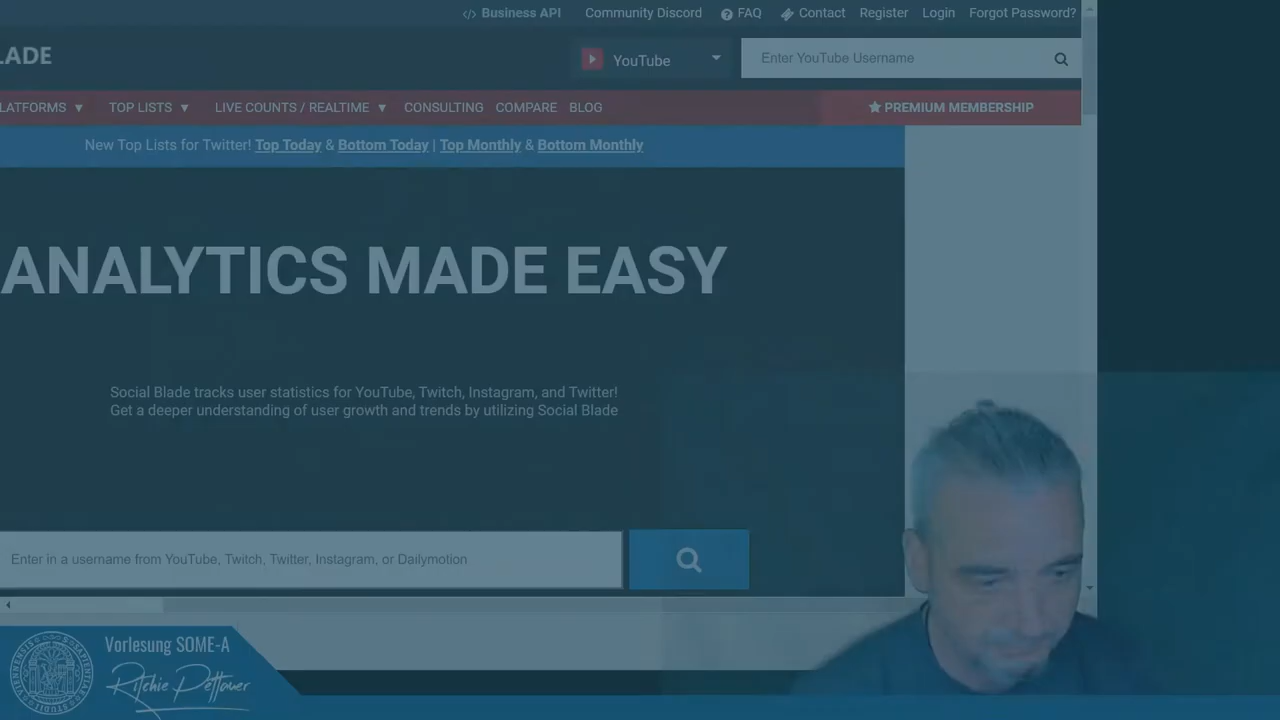 Business API Community Discord FAQ Contact Register Login Forgot Password?
LADE YouTube Enter YouTube Username
LATFORMS ▼ TOP LISTS ▼ LIVE COUNTS / REALTIME ▼ CONSULTING COMPARE BLOG PREMIUM MEMBERSHIP
New Top Lists for Twitter! Top Today & Bottom Today | Top Monthly & Bottom Monthly
ANALYTICS MADE EASY
Social Blade tracks user statistics for YouTube, Twitch, Instagram, and Twitter!
Get a deeper understanding of user growth and trends by utilizing Social Blade
Enter in a username from YouTube, Twitch, Twitter, Instagram, or Dailymotion
Vorlesung SOME-A
Ritchie Pettauer